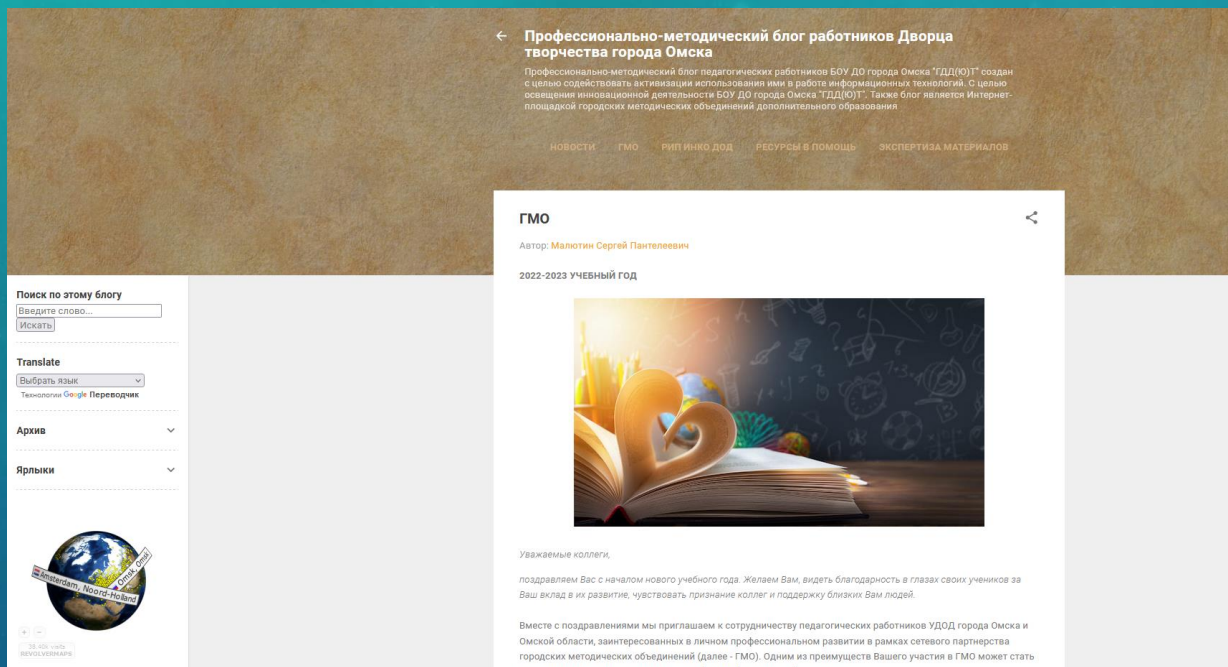 Профессионально-методический блог работников Дворца
творчества города Омска
Профессионально-методический блог педагогических работников БОУ ДО города Омска "ГДД(Ю)Т" создан
с целью содействовать активизации использования ими в работе информационных технологий. С целью
освещения инновационной деятельности БОУ ДО города Омска "ГДД(Ю)Т". Также блог является Интернет-
площадкой городских методических объединений дополнительного образования
НОВОСТИ ГМО РИП ИНКО ДОД РЕСУРСЫ В ПОМОЩЬ ЭКСПЕРТИЗА МАТЕРИАЛОВ
ГМО
Автор: Малютин Сергей Пантелеевич
2022-2023 УЧЕБНЫЙ ГОД
Поиск по этому блогу
Введите слово...
Искать
Translate
Выбрать язык
Технологии Google Переводчик
Архив
Ярлыки
Amsterdam, Noord-Holland
Omsk, Omsk
REVOLVERMAPS
Уважаемые коллеги,
поздравляем Вас с началом нового учебного года. Желаем Вам, видеть благодарность в глазах своих учеников за
Ваш вклад в их развитие, чувствовать признание коллег и поддержку близких Вам людей.
Вместе с поздравлениями мы приглашаем к сотрудничеству педагогических работников УДОД города Омска и
Омской области, заинтересованных в личном профессиональном развитии в рамках сетевого партнерства
городских методических объединений (далее - ГМО). Одним из преимуществ Вашего участия в ГМО может стать